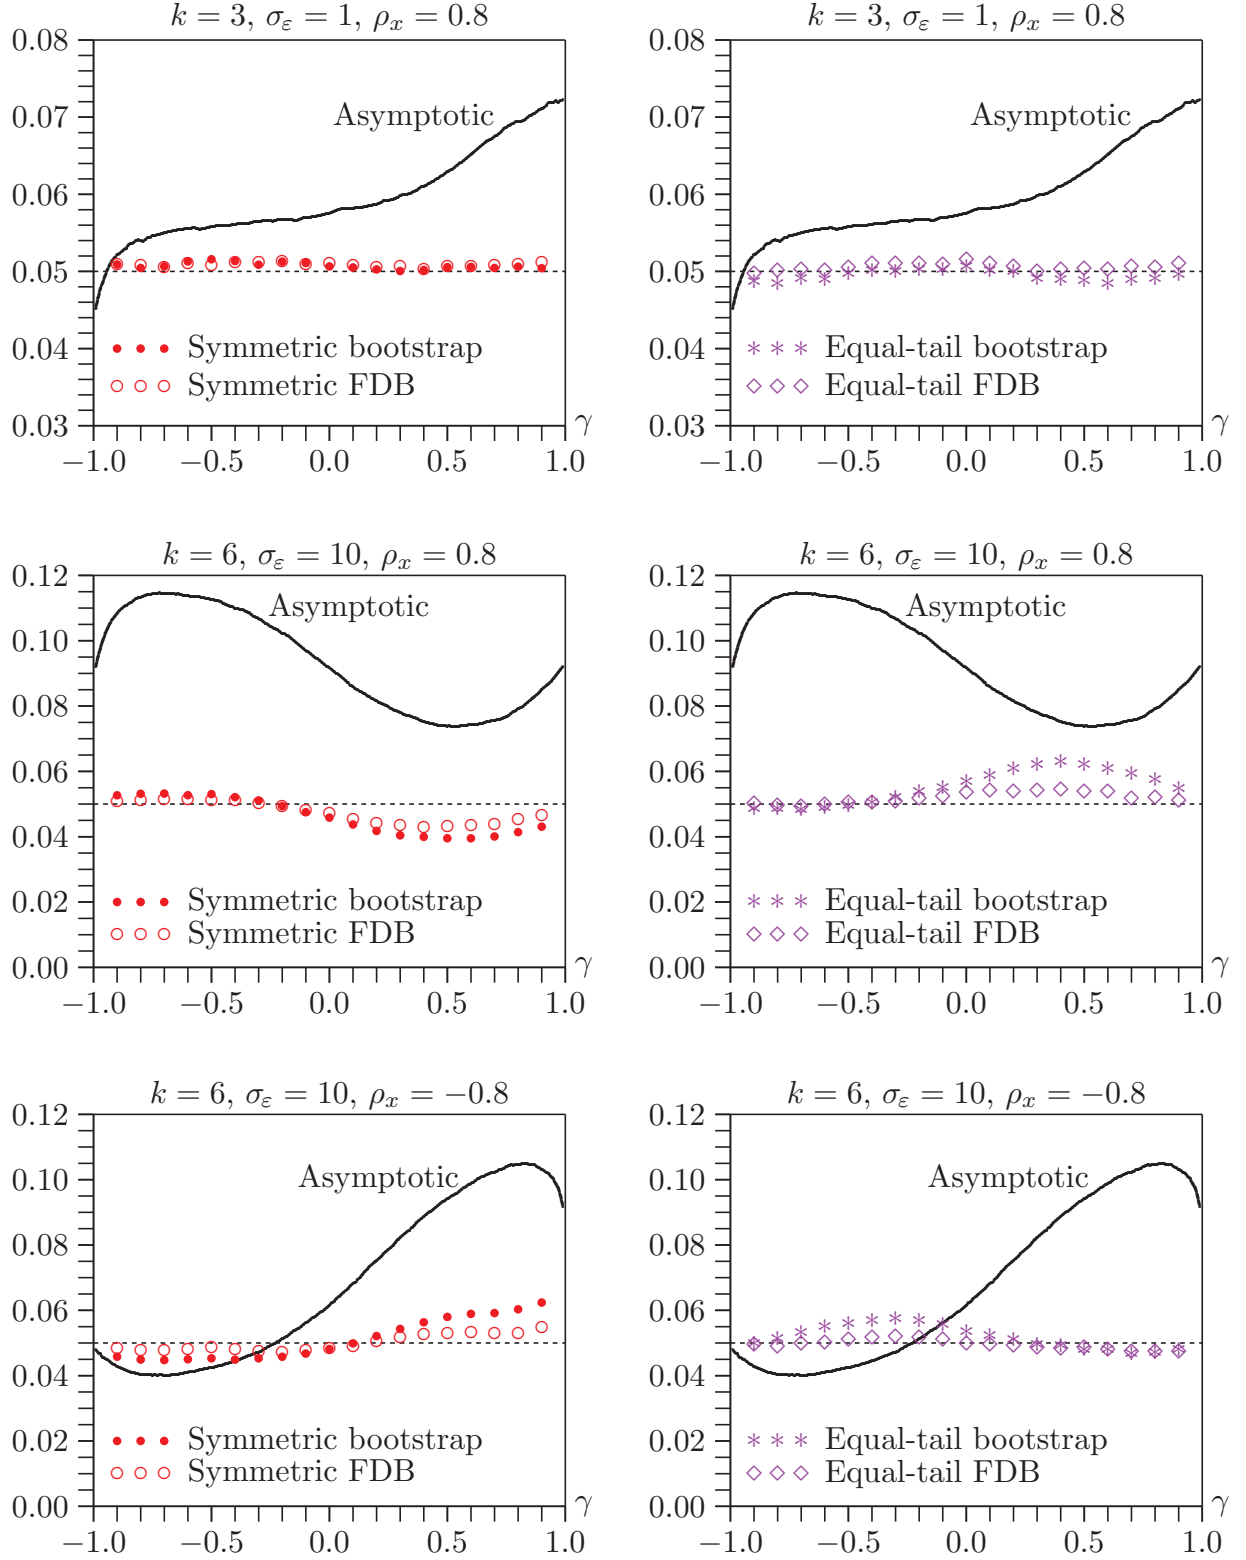 k = 3, σ_ε = 1, ρ_x = 0.8
0.08
0.07
0.06
0.05
0.04
0.03
Asymptotic
Symmetric bootstrap
Symmetric FDB
γ
−1.0 −0.5 0.0 0.5 1.0
k = 3, σ_ε = 1, ρ_x = 0.8
0.08
0.07
0.06
0.05
0.04
0.03
Asymptotic
Equal-tail bootstrap
Equal-tail FDB
γ
−1.0 −0.5 0.0 0.5 1.0
k = 6, σ_ε = 10, ρ_x = 0.8
0.12
0.10
0.08
0.06
0.04
0.02
0.00
Asymptotic
Symmetric bootstrap
Symmetric FDB
γ
−1.0 −0.5 0.0 0.5 1.0
k = 6, σ_ε = 10, ρ_x = 0.8
0.12
0.10
0.08
0.06
0.04
0.02
0.00
Asymptotic
Equal-tail bootstrap
Equal-tail FDB
γ
−1.0 −0.5 0.0 0.5 1.0
k = 6, σ_ε = 10, ρ_x = −0.8
0.12
0.10
0.08
0.06
0.04
0.02
0.00
Asymptotic
Symmetric bootstrap
Symmetric FDB
γ
−1.0 −0.5 0.0 0.5 1.0
k = 6, σ_ε = 10, ρ_x = −0.8
0.12
0.10
0.08
0.06
0.04
0.02
0.00
Asymptotic
Equal-tail bootstrap
Equal-tail FDB
γ
−1.0 −0.5 0.0 0.5 1.0